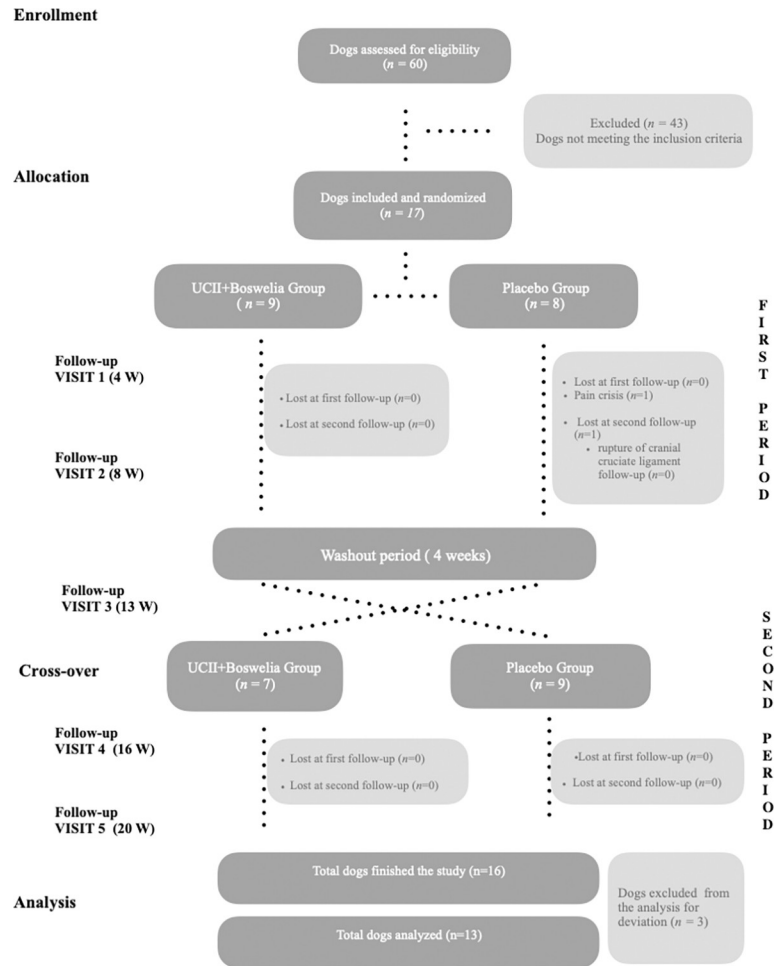 Enrollment
Dogs assessed for eligibility
(n = 60)
Excluded (n = 43)
Dogs not meeting the inclusion criteria
Allocation
Dogs included and randomized
(n = 17)
UCII+Boswelia Group
( n = 9)
Placebo Group
(n = 8)
FIRST PERIOD
Follow-up
VISIT 1 (4 W)
• Lost at first follow-up (n=0)
• Lost at second follow-up (n=0)
• Lost at first follow-up (n=0)
• Pain crisis (n=1)
• Lost at second follow-up
(n=1)
• rupture of cranial
cruciate ligament
follow-up (n=0)
Follow-up
VISIT 2 (8 W)
Washout period ( 4 weeks)
Follow-up
VISIT 3 (13 W)
SECOND PERIOD
Cross-over
UCII+Boswelia Group
(n = 7)
Placebo Group
(n = 9)
Follow-up
VISIT 4 (16 W)
• Lost at first follow-up (n=0)
• Lost at second follow-up (n=0)
•Lost at first follow-up (n=0)
• Lost at second follow-up (n=0)
Follow-up
VISIT 5 (20 W)
Total dogs finished the study (n=16)
Dogs excluded from
the analysis for
deviation (n = 3)
Analysis
Total dogs analyzed (n=13)